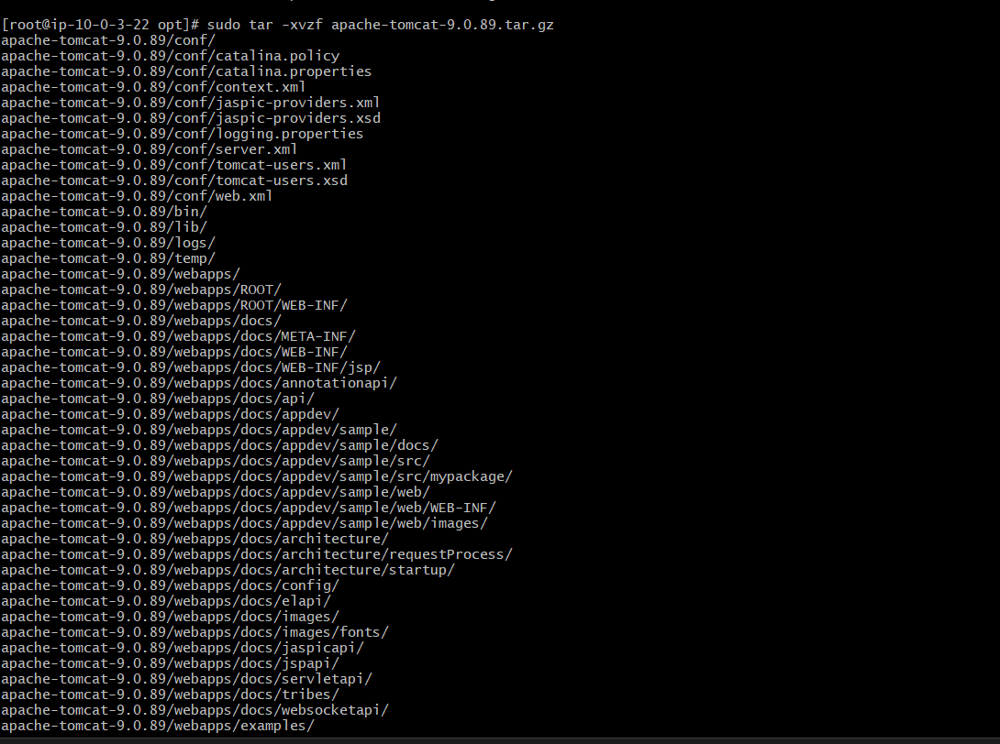 [root@ip-10-0-3-22 opt]# sudo tar -xvzf apache-tomcat-9.0.89.tar.gz
apache-tomcat-9.0.89/conf/
apache-tomcat-9.0.89/conf/catalina.policy
apache-tomcat-9.0.89/conf/catalina.properties
apache-tomcat-9.0.89/conf/context.xml
apache-tomcat-9.0.89/conf/jaspic-providers.xml
apache-tomcat-9.0.89/conf/jaspic-providers.xsd
apache-tomcat-9.0.89/conf/logging.properties
apache-tomcat-9.0.89/conf/server.xml
apache-tomcat-9.0.89/conf/tomcat-users.xml
apache-tomcat-9.0.89/conf/tomcat-users.xsd
apache-tomcat-9.0.89/conf/web.xml
apache-tomcat-9.0.89/bin/
apache-tomcat-9.0.89/lib/
apache-tomcat-9.0.89/logs/
apache-tomcat-9.0.89/temp/
apache-tomcat-9.0.89/webapps/
apache-tomcat-9.0.89/webapps/ROOT/
apache-tomcat-9.0.89/webapps/ROOT/WEB-INF/
apache-tomcat-9.0.89/webapps/docs/
apache-tomcat-9.0.89/webapps/docs/META-INF/
apache-tomcat-9.0.89/webapps/docs/WEB-INF/
apache-tomcat-9.0.89/webapps/docs/WEB-INF/jsp/
apache-tomcat-9.0.89/webapps/docs/annotationapi/
apache-tomcat-9.0.89/webapps/docs/api/
apache-tomcat-9.0.89/webapps/docs/appdev/
apache-tomcat-9.0.89/webapps/docs/appdev/sample/
apache-tomcat-9.0.89/webapps/docs/appdev/sample/docs/
apache-tomcat-9.0.89/webapps/docs/appdev/sample/src/
apache-tomcat-9.0.89/webapps/docs/appdev/sample/src/mypackage/
apache-tomcat-9.0.89/webapps/docs/appdev/sample/web/
apache-tomcat-9.0.89/webapps/docs/appdev/sample/web/WEB-INF/
apache-tomcat-9.0.89/webapps/docs/appdev/sample/web/images/
apache-tomcat-9.0.89/webapps/docs/architecture/
apache-tomcat-9.0.89/webapps/docs/architecture/requestProcess/
apache-tomcat-9.0.89/webapps/docs/architecture/startup/
apache-tomcat-9.0.89/webapps/docs/config/
apache-tomcat-9.0.89/webapps/docs/elapi/
apache-tomcat-9.0.89/webapps/docs/images/
apache-tomcat-9.0.89/webapps/docs/images/fonts/
apache-tomcat-9.0.89/webapps/docs/jaspicapi/
apache-tomcat-9.0.89/webapps/docs/jspapi/
apache-tomcat-9.0.89/webapps/docs/servletapi/
apache-tomcat-9.0.89/webapps/docs/tribes/
apache-tomcat-9.0.89/webapps/docs/websocketapi/
apache-tomcat-9.0.89/webapps/examples/